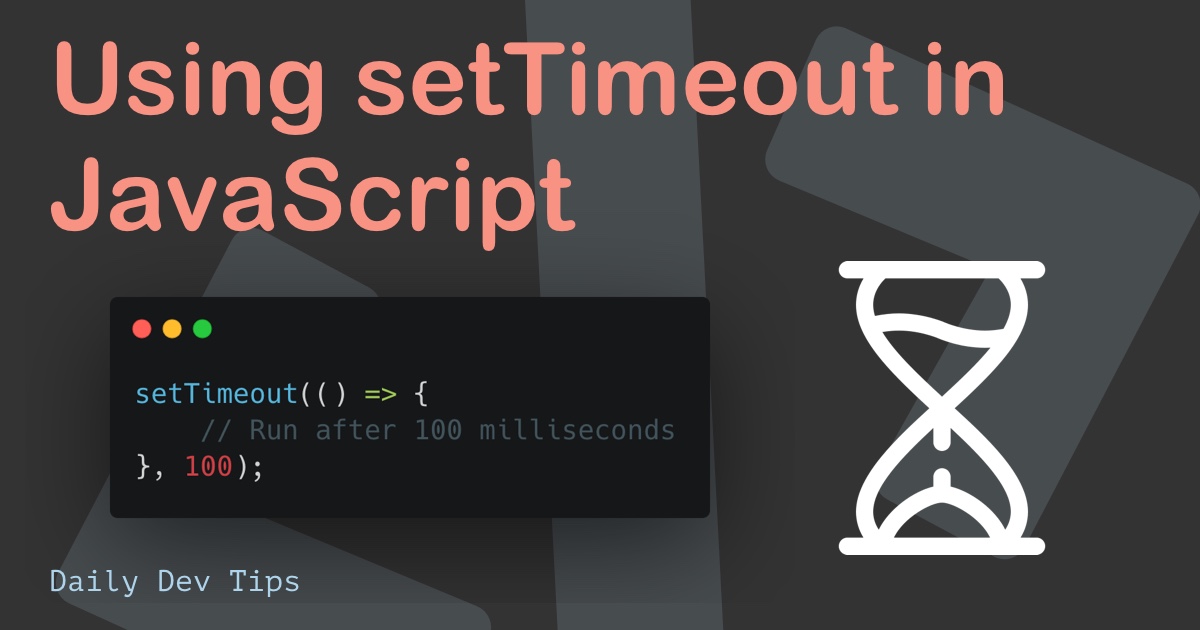 Using setTimeout in
JavaScript
setTimeout(() => {
    // Run after 100 milliseconds
}, 100);
Daily Dev Tips